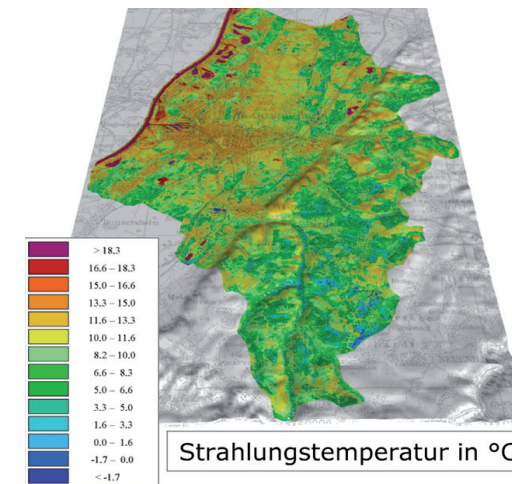 > 18.3
16.6 – 18.3
15.0 – 16.6
13.3 – 15.0
11.6 – 13.3
10.0 – 11.6
8.2 – 10.0
6.6 – 8.3
5.0 – 6.6
3.3 – 5.0
1.6 – 3.3
0.0 – 1.6
-1.7 – 0.0
< -1.7
Strahlungstemperatur in °C